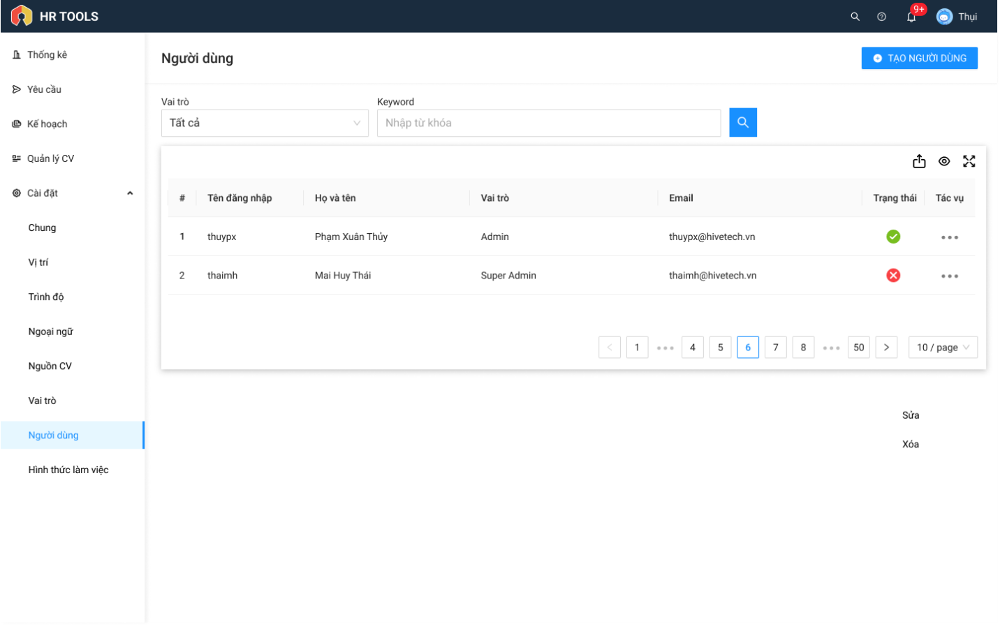 HR TOOLS
9+
Thụi
Thống kê
Yêu cầu
Kế hoạch
Quản lý CV
Cài đặt
Chung
Vị trí
Trình độ
Ngoại ngữ
Nguồn CV
Vai trò
Người dùng
Hình thức làm việc
Người dùng
TẠO NGƯỜI DÙNG
Vai trò
Keyword
Tất cả
Nhập từ khóa
# Tên đăng nhập Họ và tên Vai trò Email Trạng thái Tác vụ
1 thuypx Phạm Xuân Thủy Admin thuypx@hivetech.vn
2 thaimh Mai Huy Thái Super Admin thaimh@hivetech.vn
< 1 ••• 4 5 6 7 8 ••• 50 > 10 / page
Sửa
Xóa